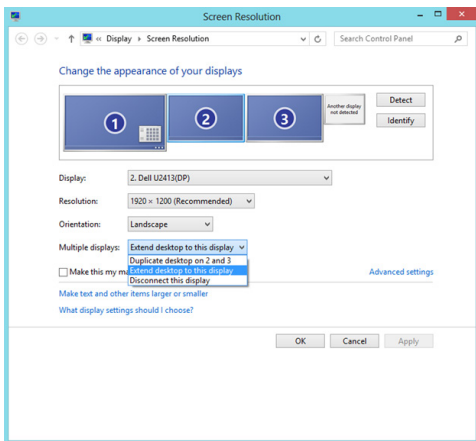 Screen Resolution
« Display › Screen Resolution
Search Control Panel
Change the appearance of your displays
1
2
3
Another display
not detected
Detect
Identify
Display:
2. Dell U2413(DP)
Resolution:
1920 × 1200 (Recommended)
Orientation:
Landscape
Multiple displays:
Extend desktop to this display
Duplicate desktop on 2 and 3
Extend desktop to this display
Disconnect this display
Make this my
Advanced settings
Make text and other items larger or smaller
What display settings should I choose?
OK
Cancel
Apply